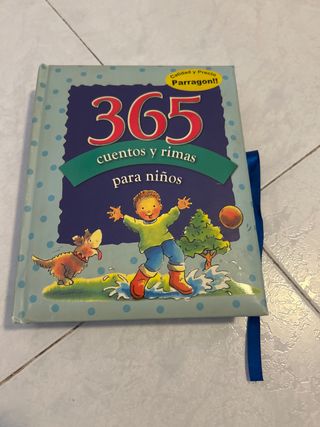 Calidad y Precio
Parragon!!
365
cuentos y rimas
para niños